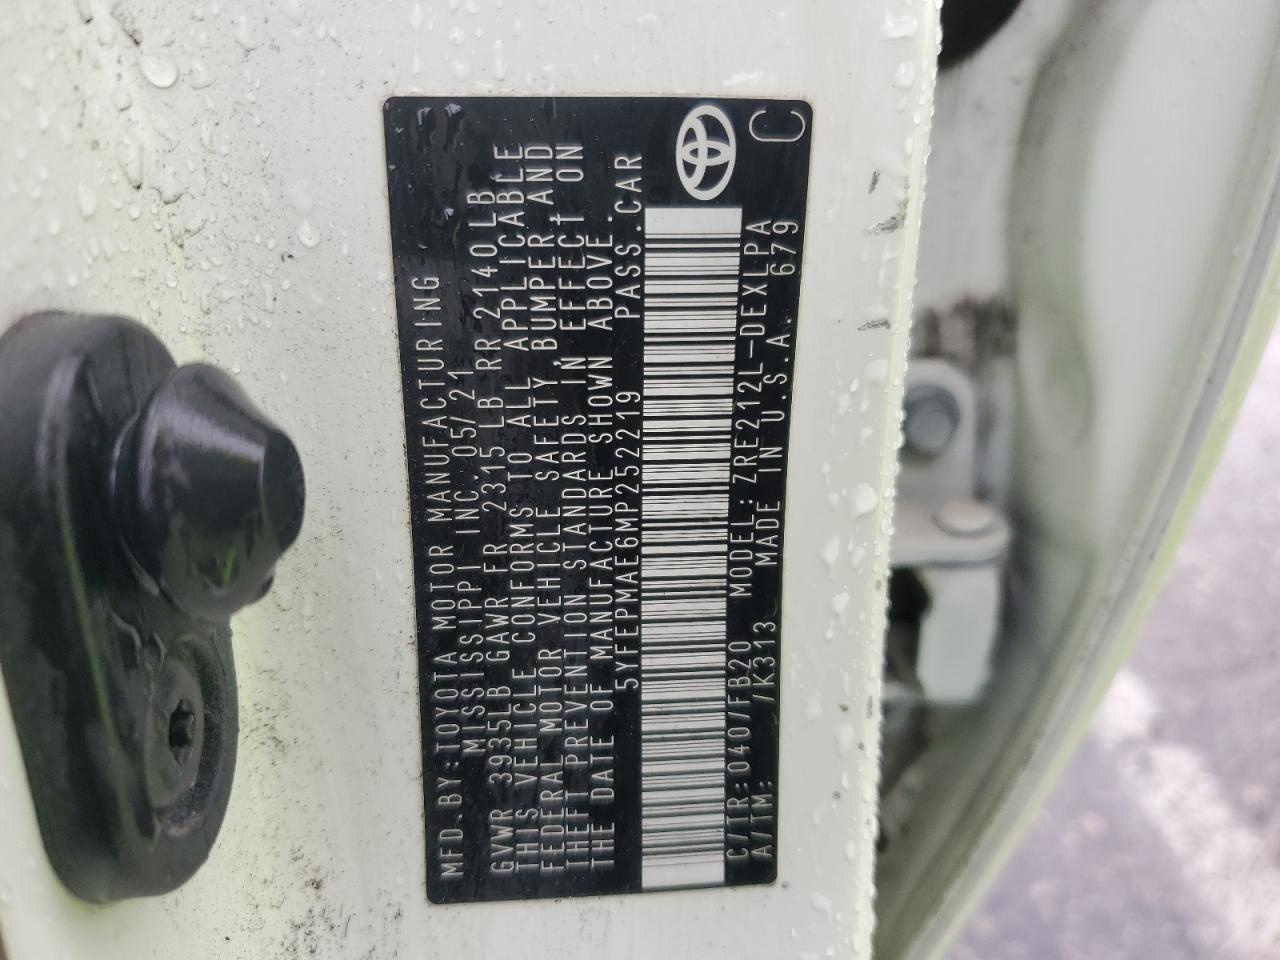 MFD.BY:TOYOTA MOTOR MANUFACTURING
MISSISSIPPI INC. 05/21
GVWR 3935LB GAWR FR 2315LB RR 2140LB
THIS VEHICLE CONFORMS TO ALL APPLICABLE
FEDERAL MOTOR VEHICLE SAFETY, BUMPER, AND
THEFT PREVENTION STANDARDS IN EFFECT ON
THE DATE OF MANUFACTURE SHOWN ABOVE.
5YFEPMAE6MP252219 PASS.CAR
C/TR:040/FB20 MODEL:ZRE212L-DEXLPA
A/TM: /K313 MADE IN U.S.A. 679
C